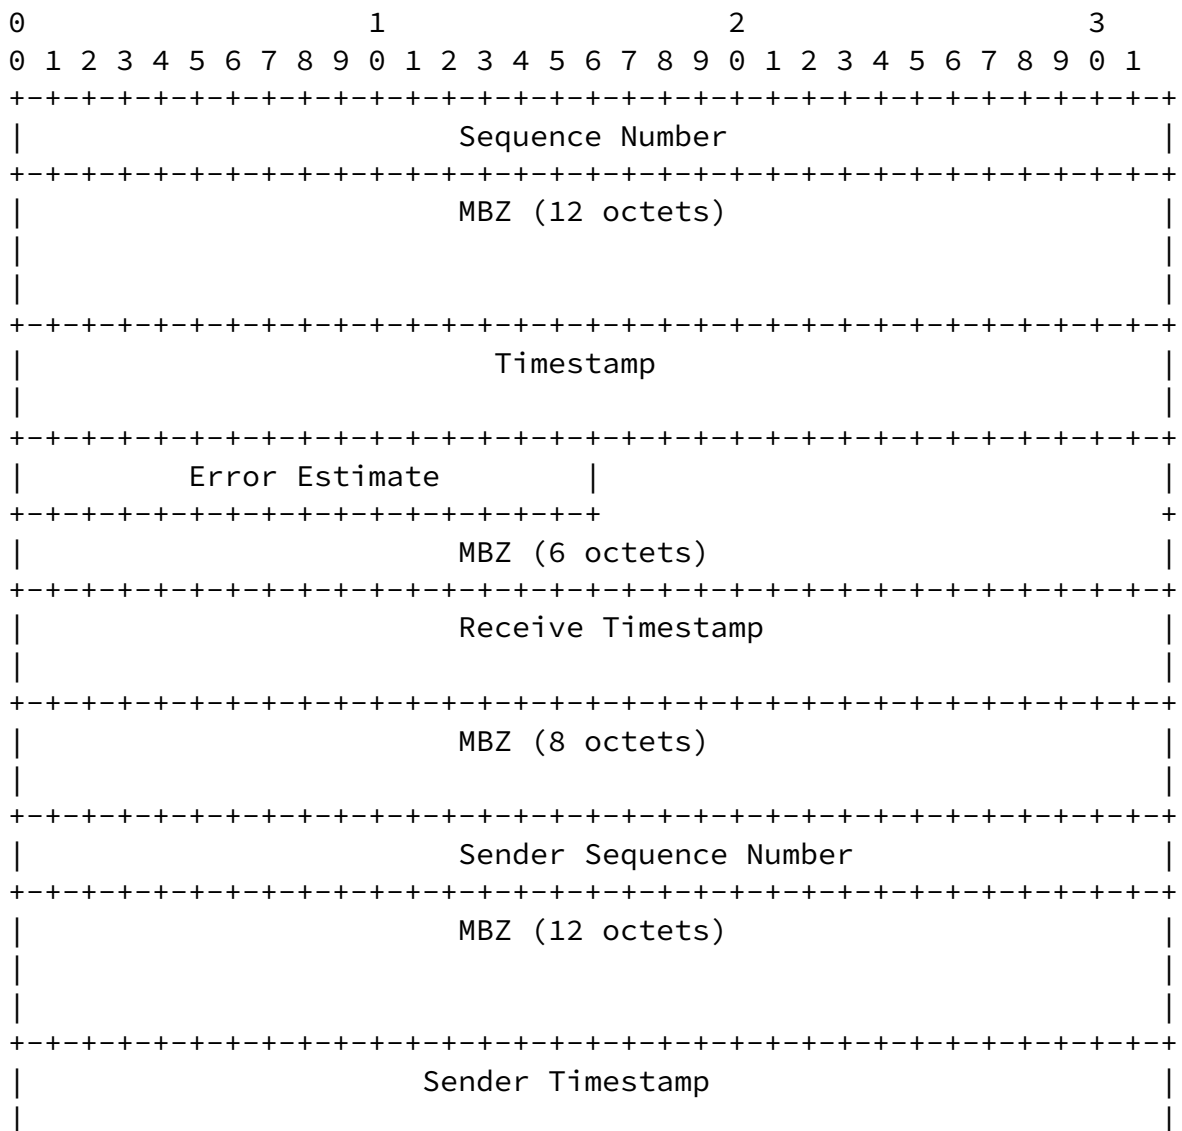 0                   1                   2                   3
0 1 2 3 4 5 6 7 8 9 0 1 2 3 4 5 6 7 8 9 0 1 2 3 4 5 6 7 8 9 0 1
+-+-+-+-+-+-+-+-+-+-+-+-+-+-+-+-+-+-+-+-+-+-+-+-+-+-+-+-+-+-+-+-+
|                        Sequence Number                        |
+-+-+-+-+-+-+-+-+-+-+-+-+-+-+-+-+-+-+-+-+-+-+-+-+-+-+-+-+-+-+-+-+
|                        MBZ (12 octets)                        |
|                                                               |
|                                                               |
+-+-+-+-+-+-+-+-+-+-+-+-+-+-+-+-+-+-+-+-+-+-+-+-+-+-+-+-+-+-+-+-+
|                          Timestamp                            |
|                                                               |
+-+-+-+-+-+-+-+-+-+-+-+-+-+-+-+-+-+-+-+-+-+-+-+-+-+-+-+-+-+-+-+-+
|         Error Estimate        |                               |
+-+-+-+-+-+-+-+-+-+-+-+-+-+-+-+-+                               +
|                        MBZ (6 octets)                         |
+-+-+-+-+-+-+-+-+-+-+-+-+-+-+-+-+-+-+-+-+-+-+-+-+-+-+-+-+-+-+-+-+
|                        Receive Timestamp                      |
|                                                               |
+-+-+-+-+-+-+-+-+-+-+-+-+-+-+-+-+-+-+-+-+-+-+-+-+-+-+-+-+-+-+-+-+
|                        MBZ (8 octets)                         |
|                                                               |
+-+-+-+-+-+-+-+-+-+-+-+-+-+-+-+-+-+-+-+-+-+-+-+-+-+-+-+-+-+-+-+-+
|                        Sender Sequence Number                 |
+-+-+-+-+-+-+-+-+-+-+-+-+-+-+-+-+-+-+-+-+-+-+-+-+-+-+-+-+-+-+-+-+
|                        MBZ (12 octets)                        |
|                                                               |
|                                                               |
+-+-+-+-+-+-+-+-+-+-+-+-+-+-+-+-+-+-+-+-+-+-+-+-+-+-+-+-+-+-+-+-+
|                      Sender Timestamp                         |
|                                                               |